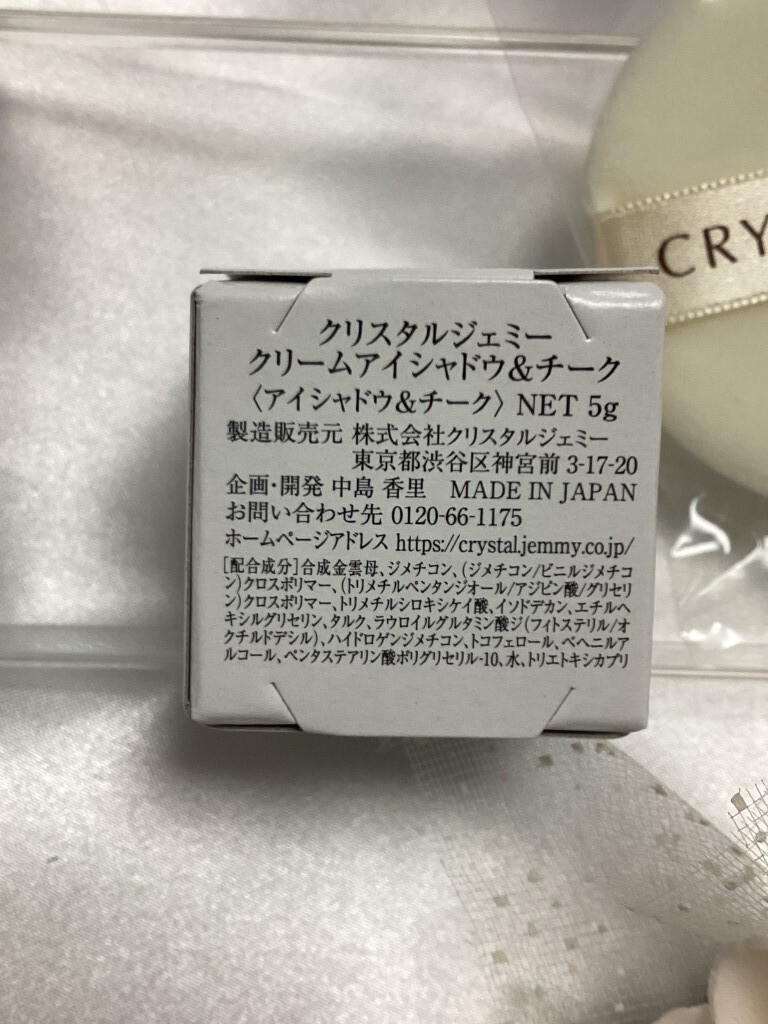 CRY
クリスタルジェミー
クリームアイシャドウ&チーク
〈アイシャドウ&チーク〉 NET 5g
製造販売元 株式会社クリスタルジェミー
東京都渋谷区神宮前 3-17-20
企画・開発 中島 香里 MADE IN JAPAN
お問い合わせ先 0120-66-1175
ホームページアドレス https://crystal.jemmy.co.jp/
[配合成分]合成金雲母、ジメチコン、(ジメチコン/ビニルジメチコ
ン)クロスポリマー、(トリメチルペンタンジオール/アジピン酸/グリセリ
ン)クロスポリマー、トリメチルシロキシケイ酸、イソドデカン、エチルヘ
キシルグリセリン、タルク、ラウロイルグルタミン酸ジ(フィトステリル/オ
クチルドデシル)、ハイドロゲンジメチコン、トコフェロール、ベヘニルア
ルコール、ペンタステアリン酸ポリグリセリル-10、水、トリエトキシカプリ